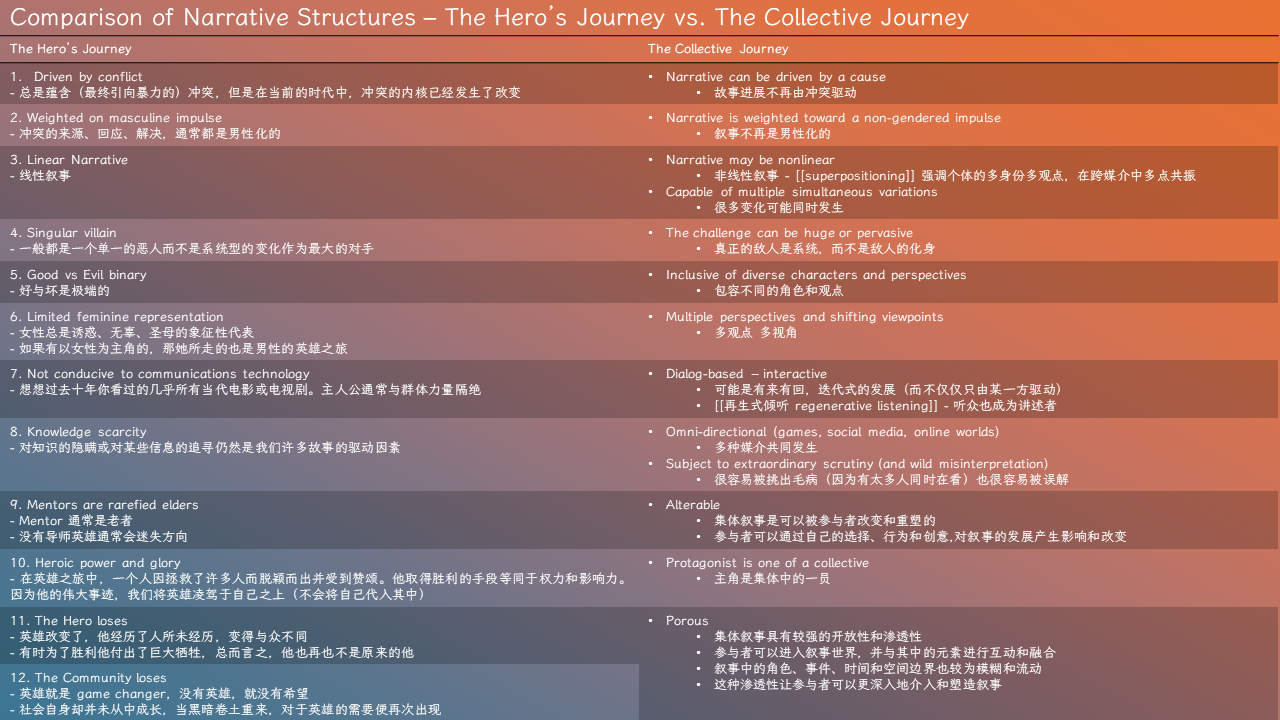 Comparison of Narrative Structures – The Hero's Journey vs. The Collective Journey
The Hero's Journey
The Collective Journey
1. Driven by conflict
- 总是蕴含（最终引向暴力的）冲突，但是在当前的时代中，冲突的内核已经发生了改变
• Narrative can be driven by a cause
• 故事进展不再由冲突驱动
2. Weighted on masculine impulse
- 冲突的来源、回应、解决，通常都是男性化的
• Narrative is weighted toward a non-gendered impulse
• 叙事不再是男性化的
3. Linear Narrative
- 线性叙事
• Narrative may be nonlinear
• 非线性叙事 - [[superpositioning]] 强调个体的多身份多观点，在跨媒介中多点共振
• Capable of multiple simultaneous variations
• 很多变化可能同时发生
4. Singular villain
- 一般都是一个单一的恶人而不是系统型的变化作为最大的对手
• The challenge can be huge or pervasive
• 真正的敌人是系统，而不是敌人的化身
5. Good vs Evil binary
- 好与坏是极端的
• Inclusive of diverse characters and perspectives
• 包容不同的角色和观点
6. Limited feminine representation
- 女性总是诱惑、无辜、圣母的象征性代表
- 如果有以女性为主角的，那她所走的也是男性的英雄之旅
• Multiple perspectives and shifting viewpoints
• 多观点 多视角
7. Not conducive to communications technology
- 想想过去十年你看过的几乎所有当代电影或电视剧。主人公通常与群体力量隔绝
• Dialog-based – interactive
• 可能是有来有回，迭代式的发展（而不仅仅只由某一方驱动）
• [[再生式倾听 regenerative listening]] - 听众也成为讲述者
8. Knowledge scarcity
- 对知识的隐瞒或对某些信息的追寻仍然是我们许多故事的驱动因素
• Omni-directional (games, social media, online worlds)
• 多种媒介共同发生
• Subject to extraordinary scrutiny (and wild misinterpretation)
• 很容易被挑出毛病（因为有太多人同时在看）也很容易被误解
9. Mentors are rarefied elders
- Mentor 通常是老者
- 没有导师英雄通常会迷失方向
• Alterable
• 集体叙事是可以被参与者改变和重塑的
• 参与者可以通过自己的选择、行为和创意,对叙事的发展产生影响和改变
10. Heroic power and glory
- 在英雄之旅中，一个人因拯救了许多人而脱颖而出并受到赞颂。他取得胜利的手段等同于权力和影响力。
因为他的伟大事迹，我们将英雄凌驾于自己之上（不会将自己代入其中）
• Protagonist is one of a collective
• 主角是集体中的一员
11. The Hero loses
- 英雄改变了，他经历了人所未经历，变得与众不同
- 有时为了胜利他付出了巨大牺牲，总而言之，他也再也不是原来的他
• Porous
• 集体叙事具有较强的开放性和渗透性
• 参与者可以进入叙事世界，并与其中的元素进行互动和融合
• 叙事中的角色、事件、时间和空间边界也较为模糊和流动
• 这种渗透性让参与者可以更深入地介入和塑造叙事
12. The Community loses
- 英雄就是 game changer，没有英雄，就没有希望
- 社会自身却并未从中成长，当黑暗卷土重来，对于英雄的需要便再次出现